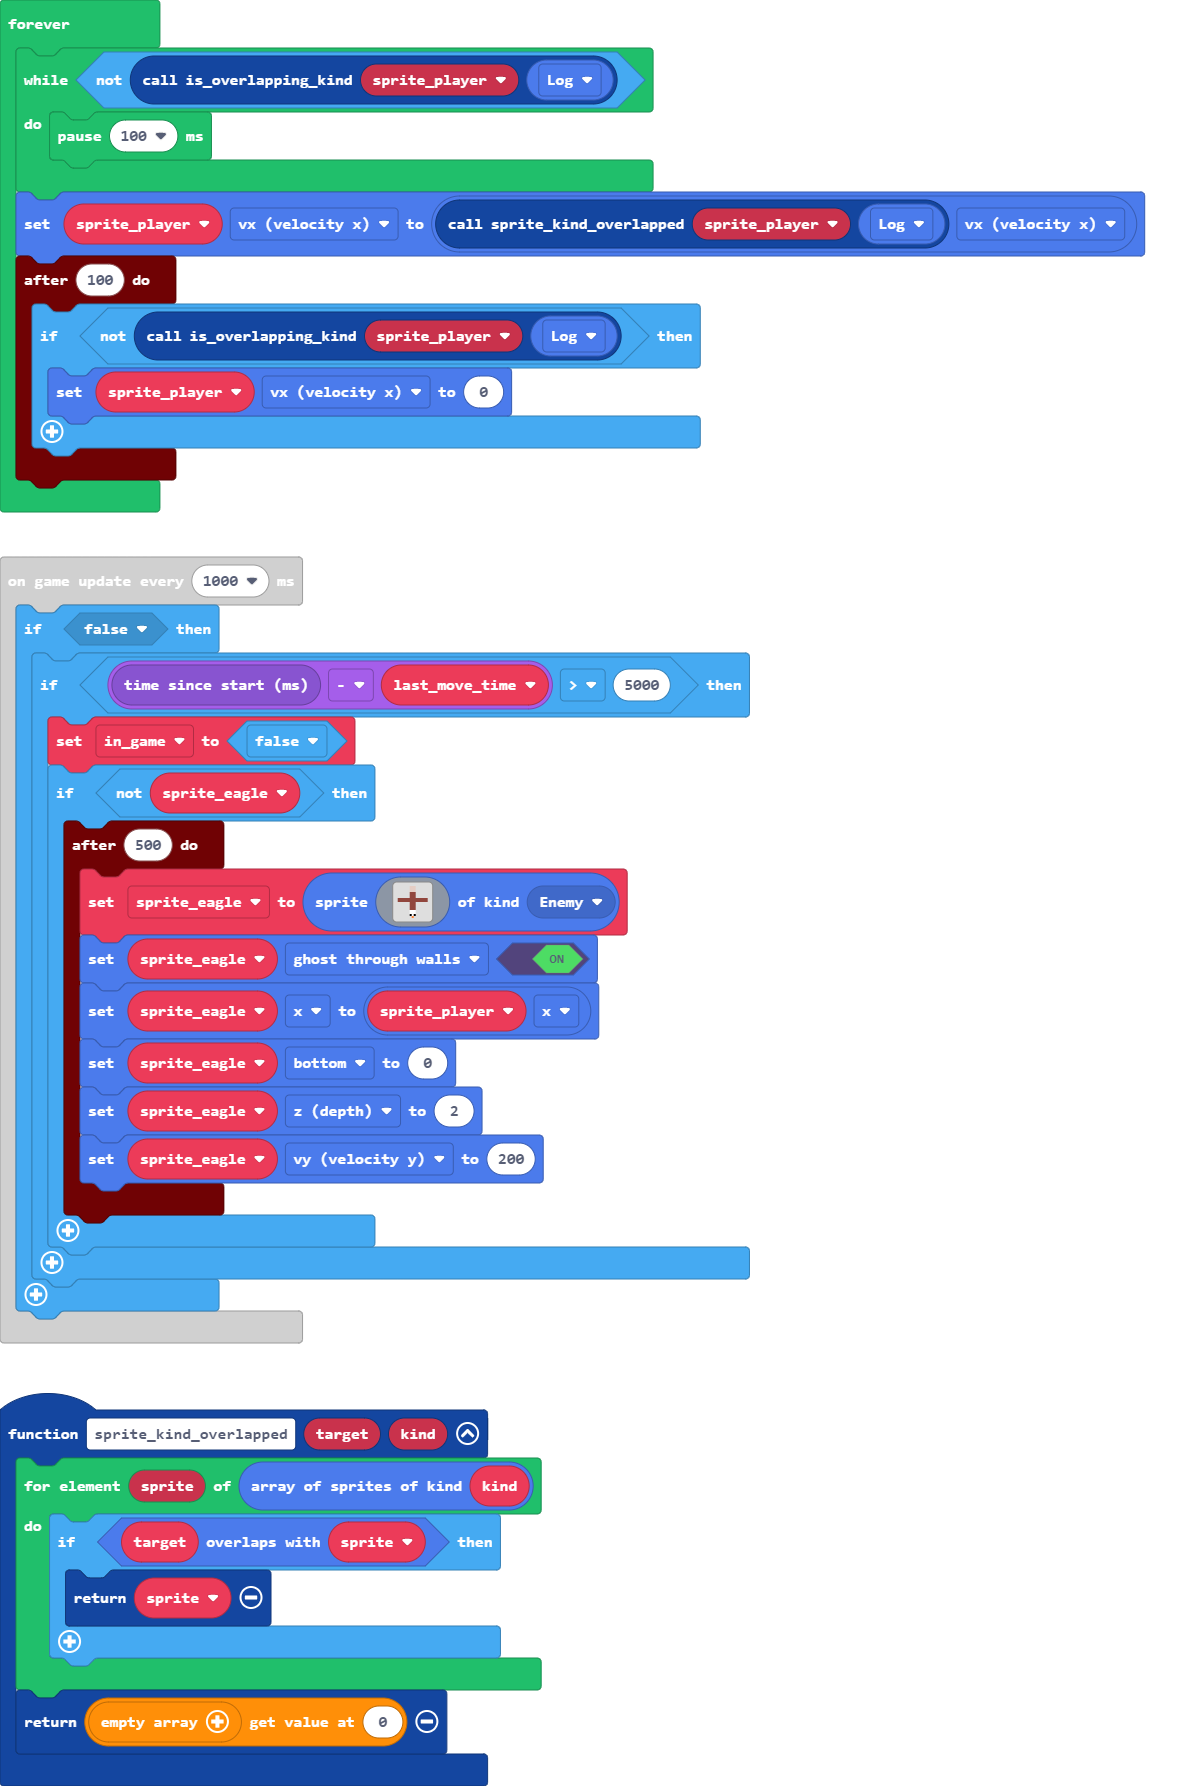 forever
while not call is_overlapping_kind sprite_player Log
do
pause 100 ms
set sprite_player vx (velocity x) to call sprite_kind_overlapped sprite_player Log vx (velocity x)
after 100 do
if not call is_overlapping_kind sprite_player Log then
set sprite_player vx (velocity x) to 0
on game update every 1000 ms
if false then
if time since start (ms) - last_move_time > 5000 then
set in_game to false
if not sprite_eagle then
after 500 do
set sprite_eagle to sprite of kind Enemy
set sprite_eagle ghost through walls ON
set sprite_eagle x to sprite_player x
set sprite_eagle bottom to 0
set sprite_eagle z (depth) to 2
set sprite_eagle vy (velocity y) to 200
function sprite_kind_overlapped target kind
for element sprite of array of sprites of kind kind
do
if target overlaps with sprite then
return sprite
return empty array get value at 0